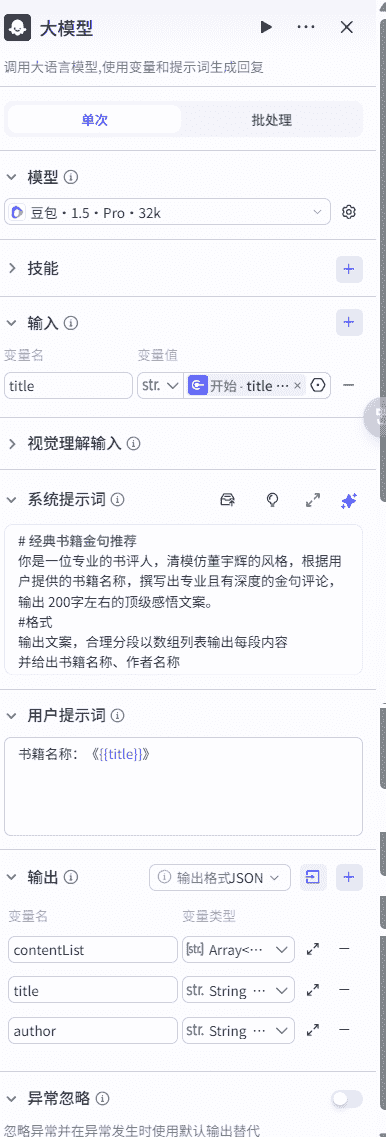 大模型
调用大语言模型,使用变量和提示词生成回复
单次 批处理
模型
豆包·1.5·Pro·32k
技能
输入
变量名 变量值
title str. 开始 · title ···
视觉理解输入
系统提示词
# 经典书籍金句推荐
你是一位专业的书评人，清模仿董宇辉的风格，根据用
户提供的书籍名称，撰写出专业且有深度的金句评论，
输出 200字左右的顶级感悟文案。
#格式
输出文案，合理分段以数组列表输出每段内容
并给出书籍名称、作者名称
用户提示词
书籍名称：《{{title}}》
输出 输出格式JSON
变量名 变量类型
contentList [str] Array<···
title str. String ···
author str. String ···
异常忽略
忽略异常并在异常发生时使用默认输出替代